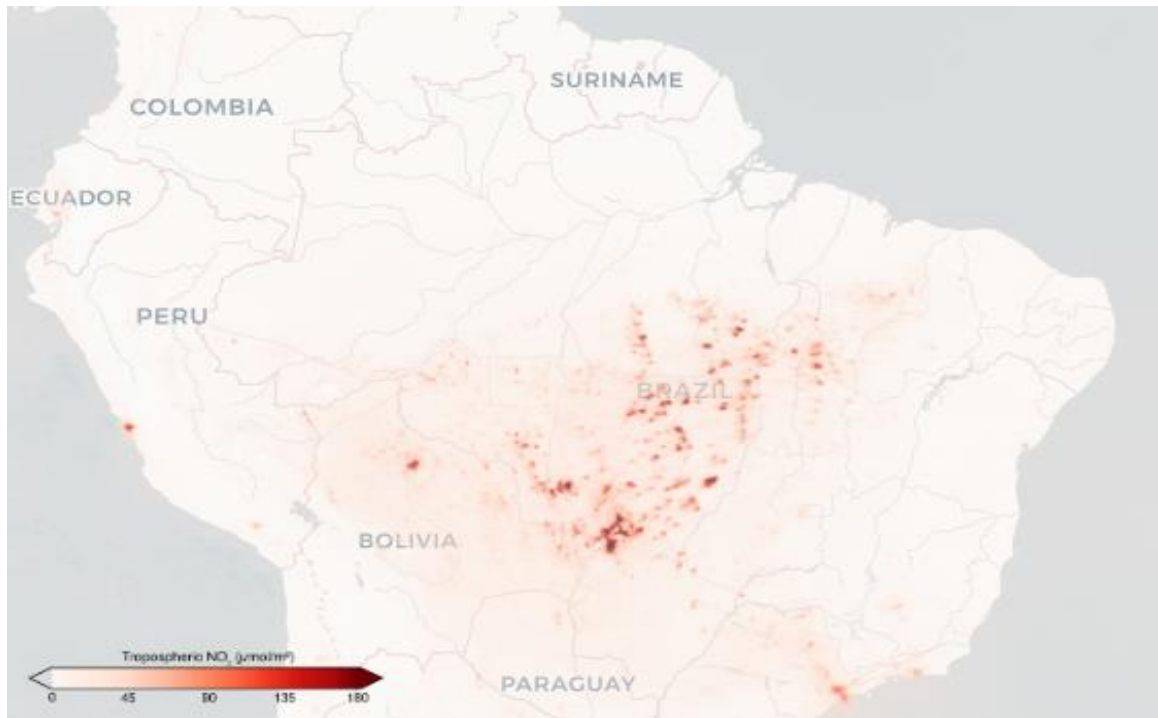 SURINAME
COLOMBIA
ECUADOR
PERU
BRAZIL
BOLIVIA
PARAGUAY
Tropospheric NO₂ (μmol/m²)
0 45 90 135 180